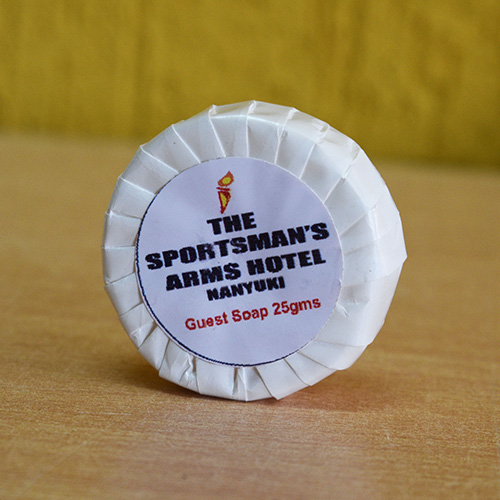 THE
SPORTSMAN'S
ARMS HOTEL
NANYUKI
Guest Soap 25gms